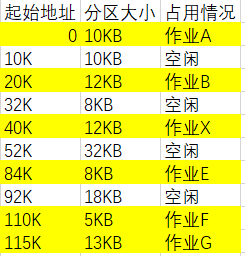 起始地址 分区大小 占用情况
0 10KB 作业A
10K 10KB 空闲
20K 12KB 作业B
32K 8KB 空闲
40K 12KB 作业X
52K 32KB 空闲
84K 8KB 作业E
92K 18KB 空闲
110K 5KB 作业F
115K 13KB 作业G